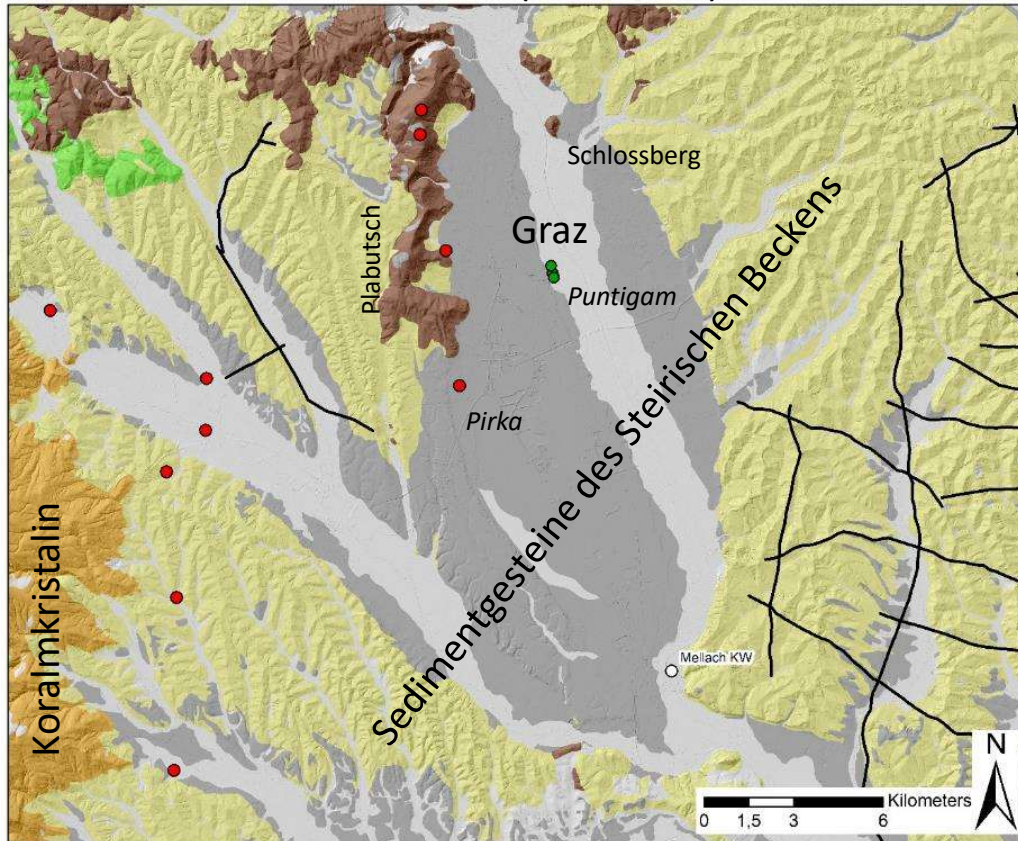 Schlossberg
Graz
Plabutsch
Puntigam
Pirka
Sedimentgesteine des Steirischen Beckens
Koralmkristalin
Mellach KW
N
Kilometers
0 1,5 3 6